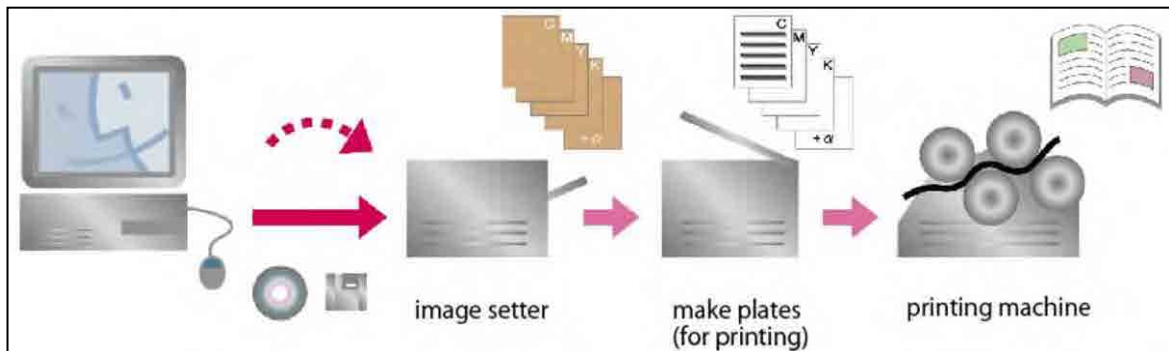 C
M
Y
K
+α
C
M
Y
K
+α
image setter
make plates
(for printing)
printing machine